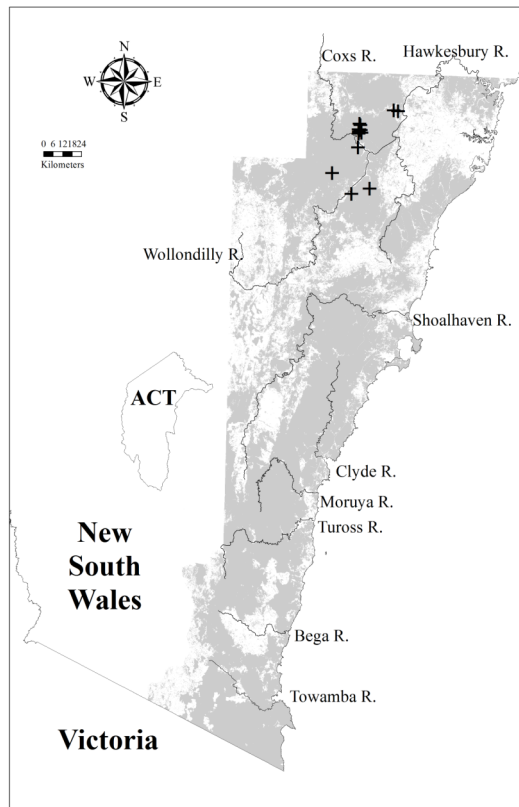 Coxs R.
Hawkesbury R.
N
W E
S
0 6 121824
Kilometers
Wollondilly R.
Shoalhaven R.
ACT
Clyde R.
Moruya R.
Tuross R.
New
South
Wales
Bega R.
Towamba R.
Victoria